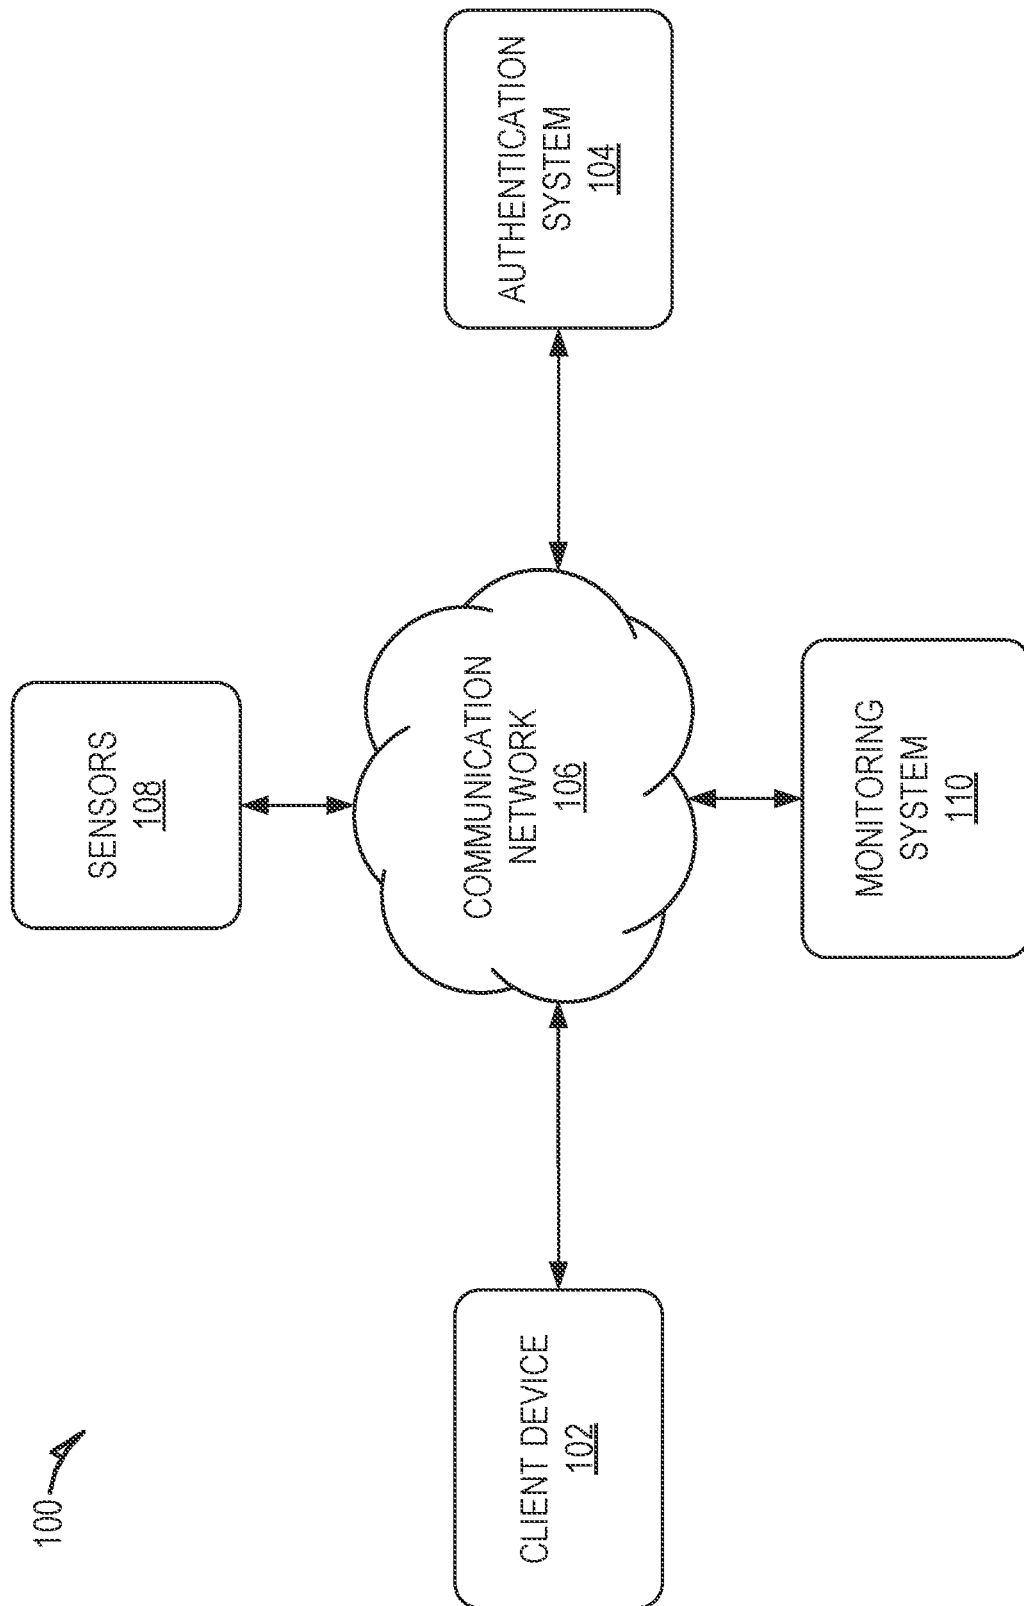 100
SENSORS
108
CLIENT DEVICE
102
COMMUNICATION
NETWORK
106
AUTHENTICATION
SYSTEM
104
MONITORING
SYSTEM
110